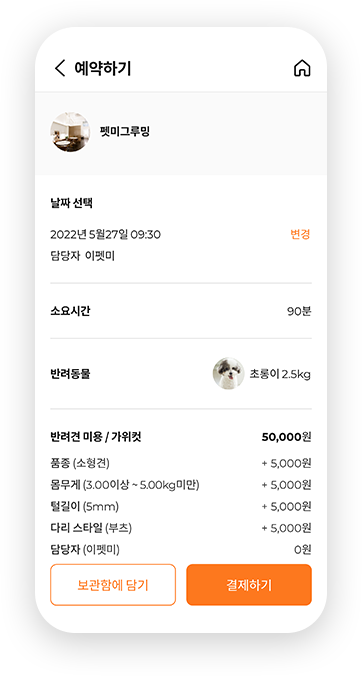 예약하기
펫미그루밍
날짜 선택
2022년 5월27일 09:30 변경
담당자 이펫미
소요시간 90분
반려동물 초롱이 2.5kg
반려견 미용 / 가위컷 50,000원
품종 (소형견) + 5,000원
몸무게 (3.00이상 ~ 5.00kg미만) + 5,000원
털길이 (5mm) + 5,000원
다리 스타일 (부츠) + 5,000원
담당자 (이펫미) 0원
보관함에 담기 결제하기